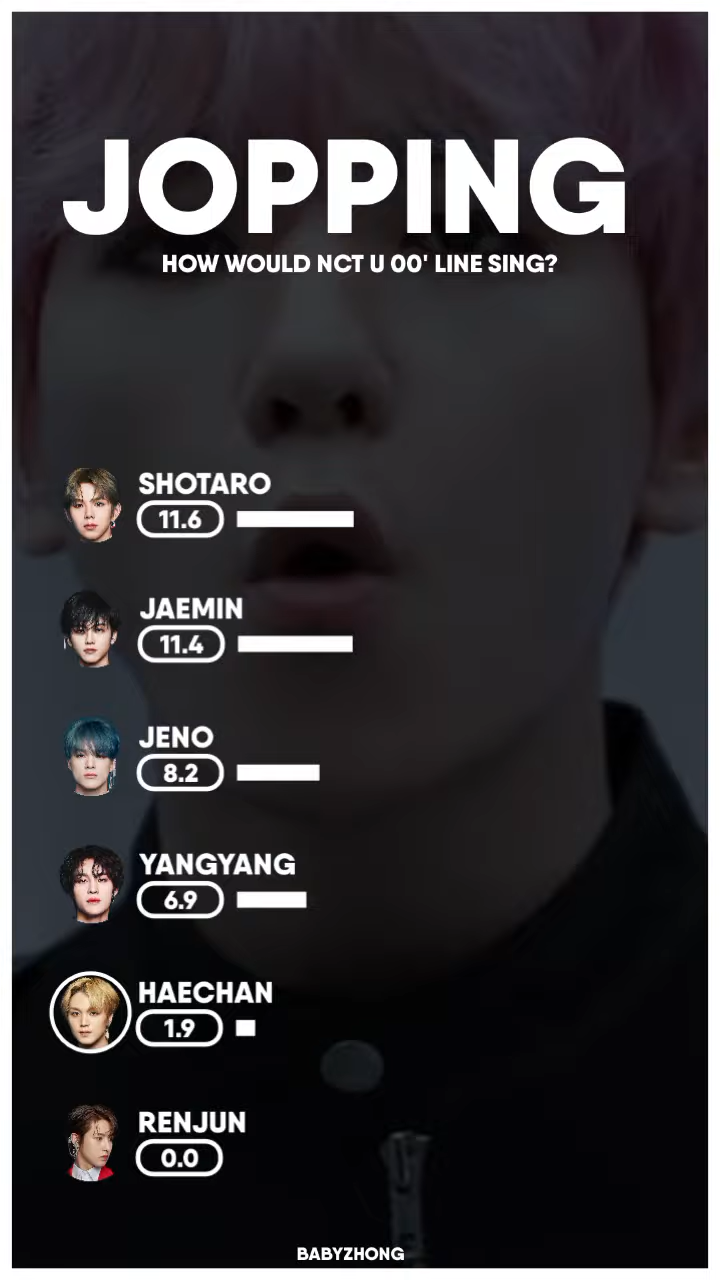 JOPPING
HOW WOULD NCT U 00' LINE SING?
SHOTARO
11.6
JAEMIN
11.4
JENO
8.2
YANGYANG
6.9
HAECHAN
1.9
RENJUN
0.0
BABYZHONG